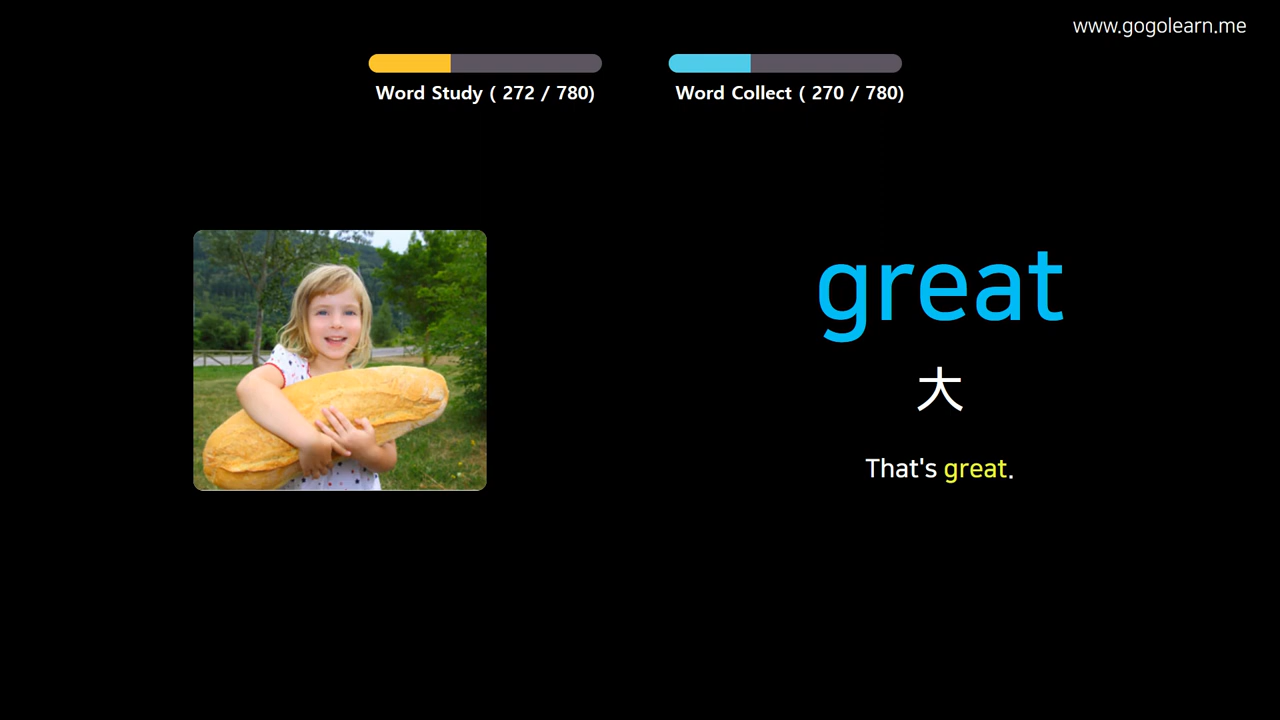 www.gogolearn.me
Word Study ( 272 / 780)
Word Collect ( 270 / 780)
great
大
That's great.